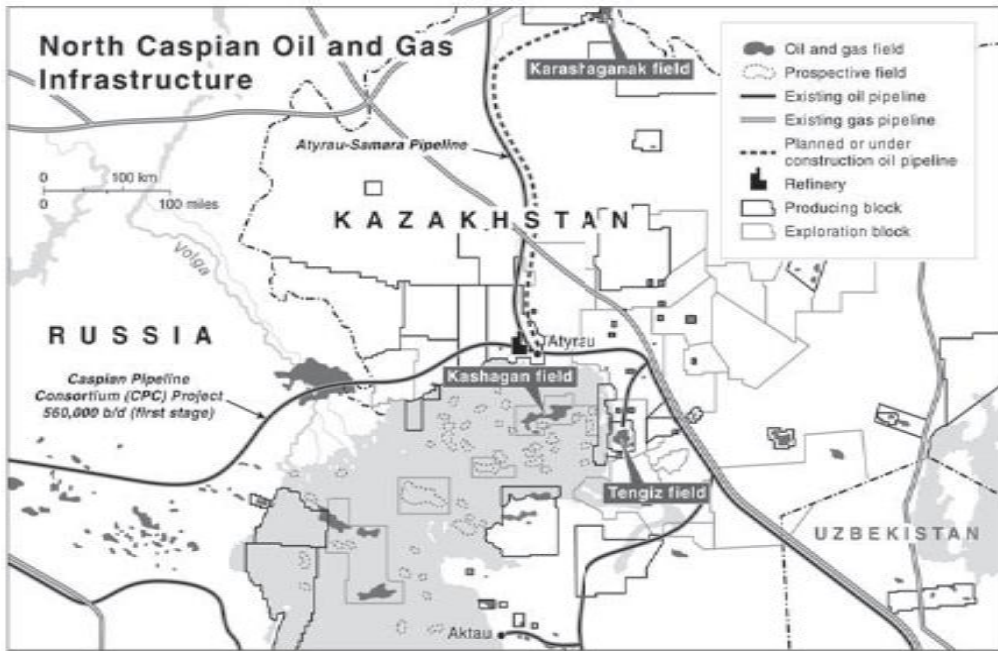 North Caspian Oil and Gas
Infrastructure
0 100 km
0 100 miles
Karashaganak field
Oil and gas field
Prospective field
Existing oil pipeline
Existing gas pipeline
Planned or under
construction oil pipeline
Refinery
Producing block
Exploration block
Atyrau-Samara Pipeline
KAZAKHSTAN
Volga
RUSSIA
Atyrau
Kashagan field
Caspian Pipeline
Consortium (CPC) Project
560,000 b/d (first stage)
Tengiz field
UZBEKISTAN
Aktau